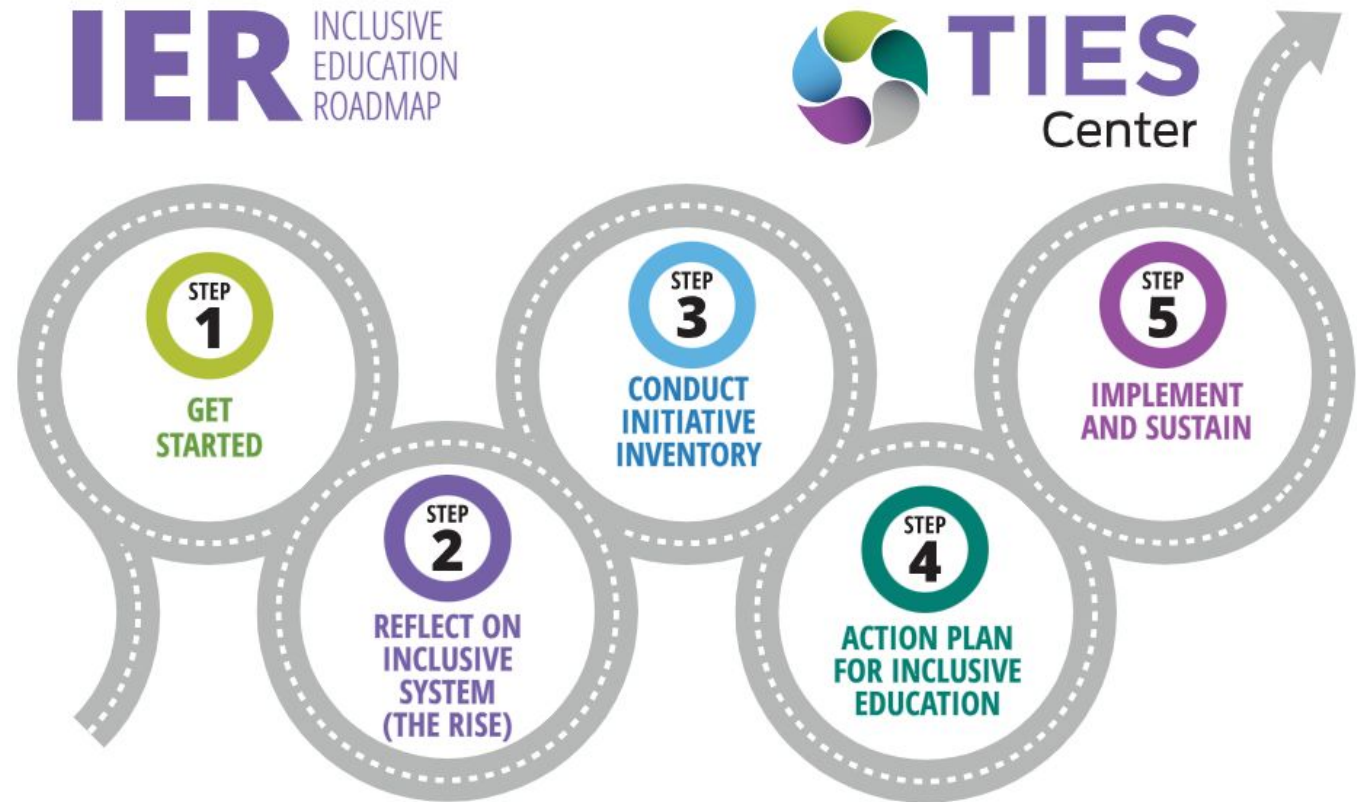 IER
INCLUSIVE
EDUCATION
ROADMAP
TIES
Center
STEP
1
GET
STARTED
STEP
2
REFLECT ON
INCLUSIVE
SYSTEM
(THE RISE)
STEP
3
CONDUCT
INITIATIVE
INVENTORY
STEP
4
ACTION PLAN
FOR INCLUSIVE
EDUCATION
STEP
5
IMPLEMENT
AND SUSTAIN